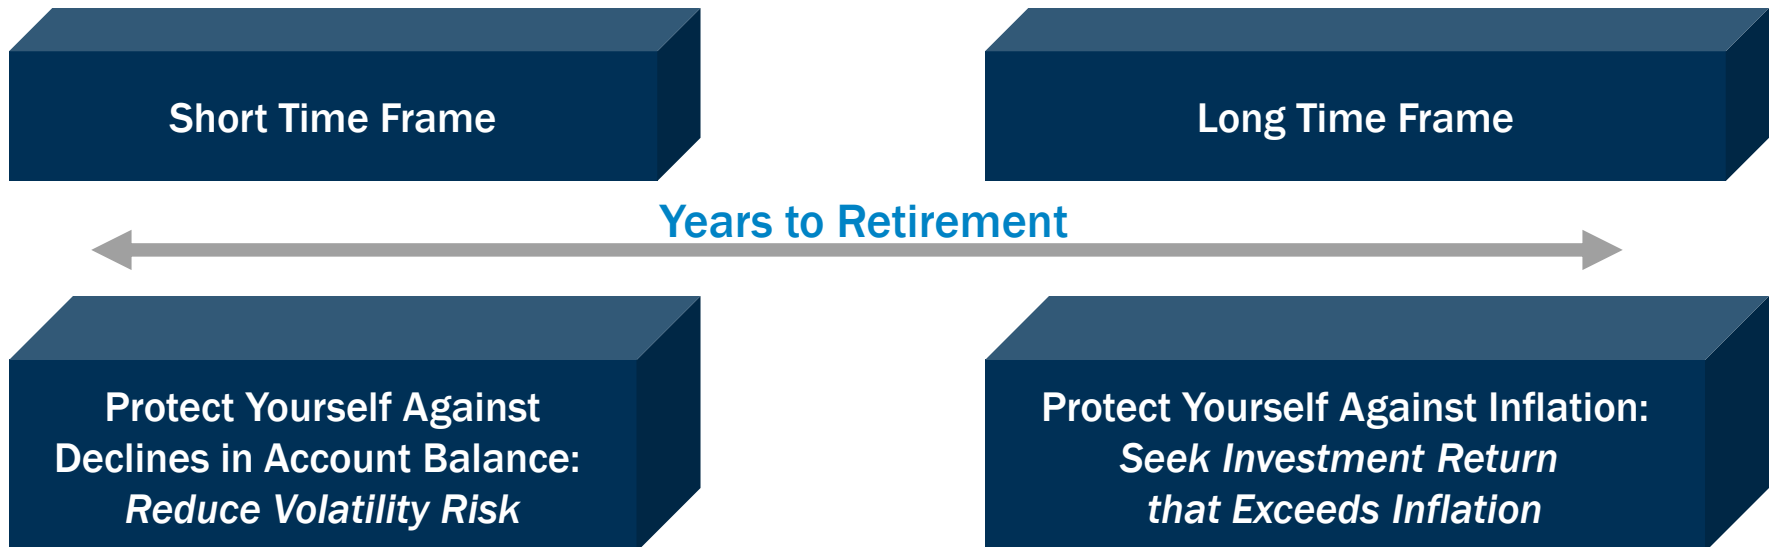 Short Time Frame
Long Time Frame
Years to Retirement
Protect Yourself Against
Declines in Account Balance:
Reduce Volatility Risk
Protect Yourself Against Inflation:
Seek Investment Return
that Exceeds Inflation